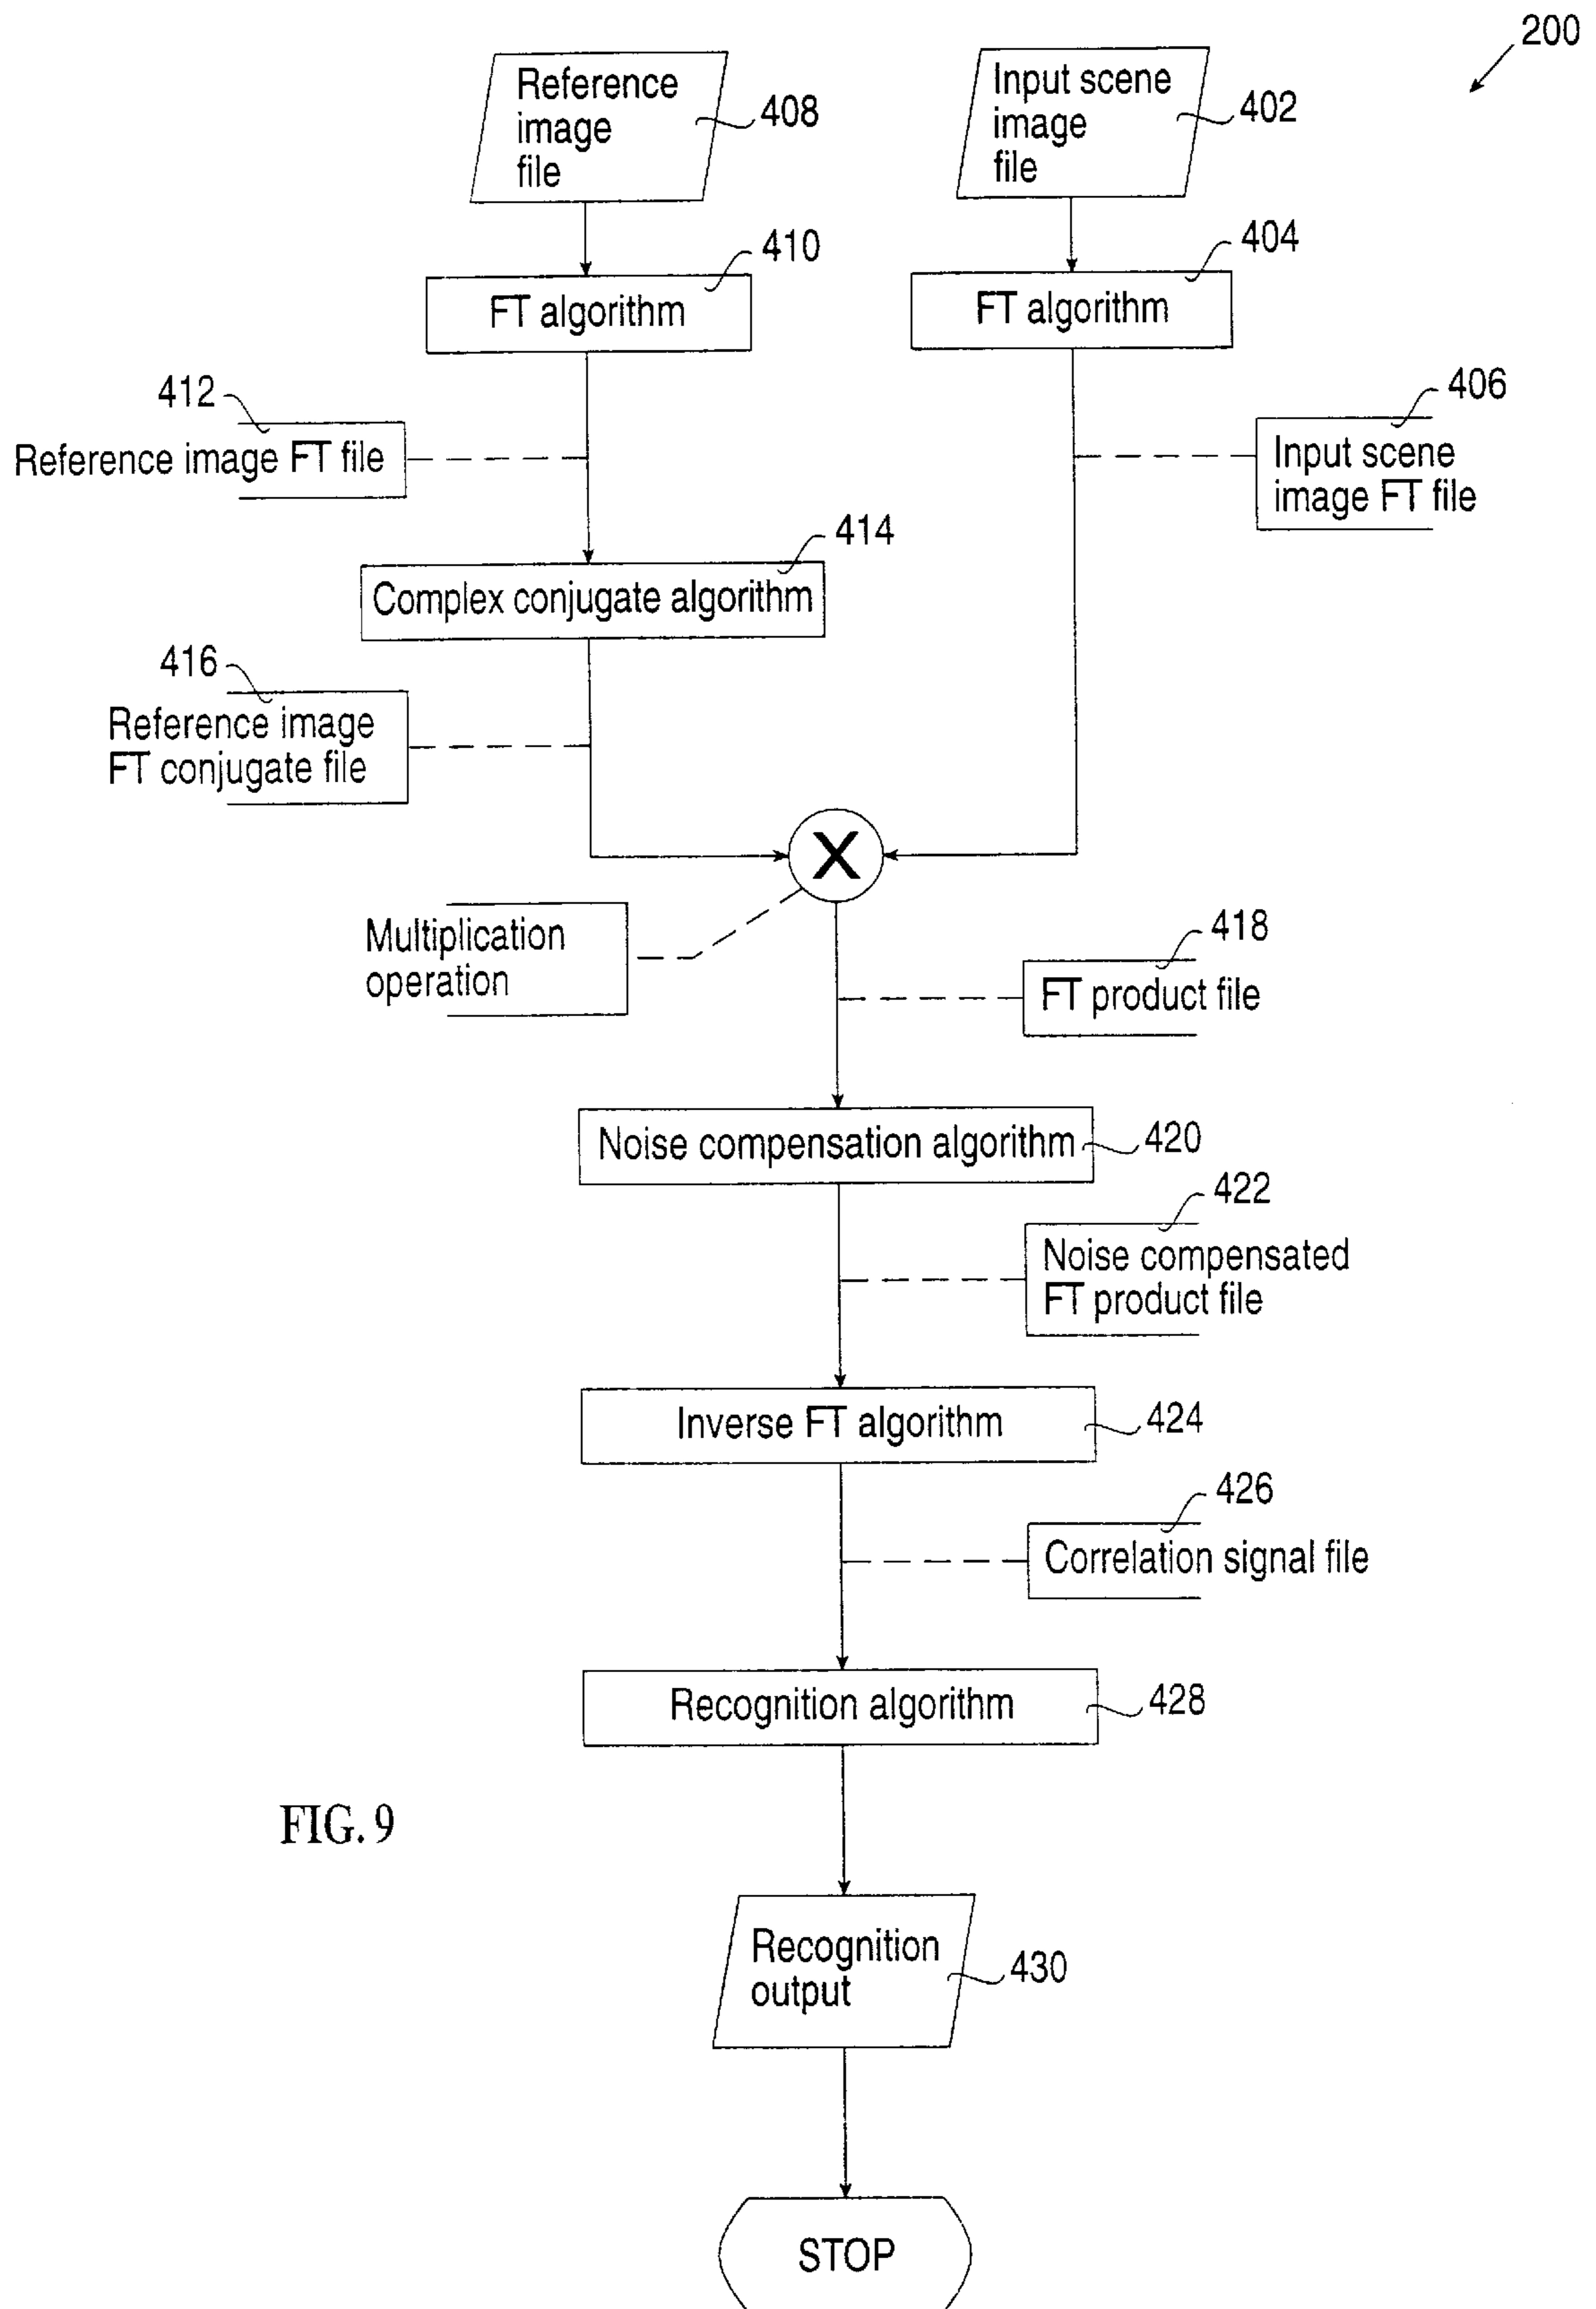 200
Reference
image
file
408
Input scene
image
file
402
410
FT algorithm
404
FT algorithm
412
Reference image FT file
406
Input scene
image FT file
414
Complex conjugate algorithm
416
Reference image
FT conjugate file
X
Multiplication
operation
418
FT product file
Noise compensation algorithm
420
422
Noise compensated
FT product file
Inverse FT algorithm
424
426
Correlation signal file
Recognition algorithm
428
FIG. 9
Recognition
output
430
STOP